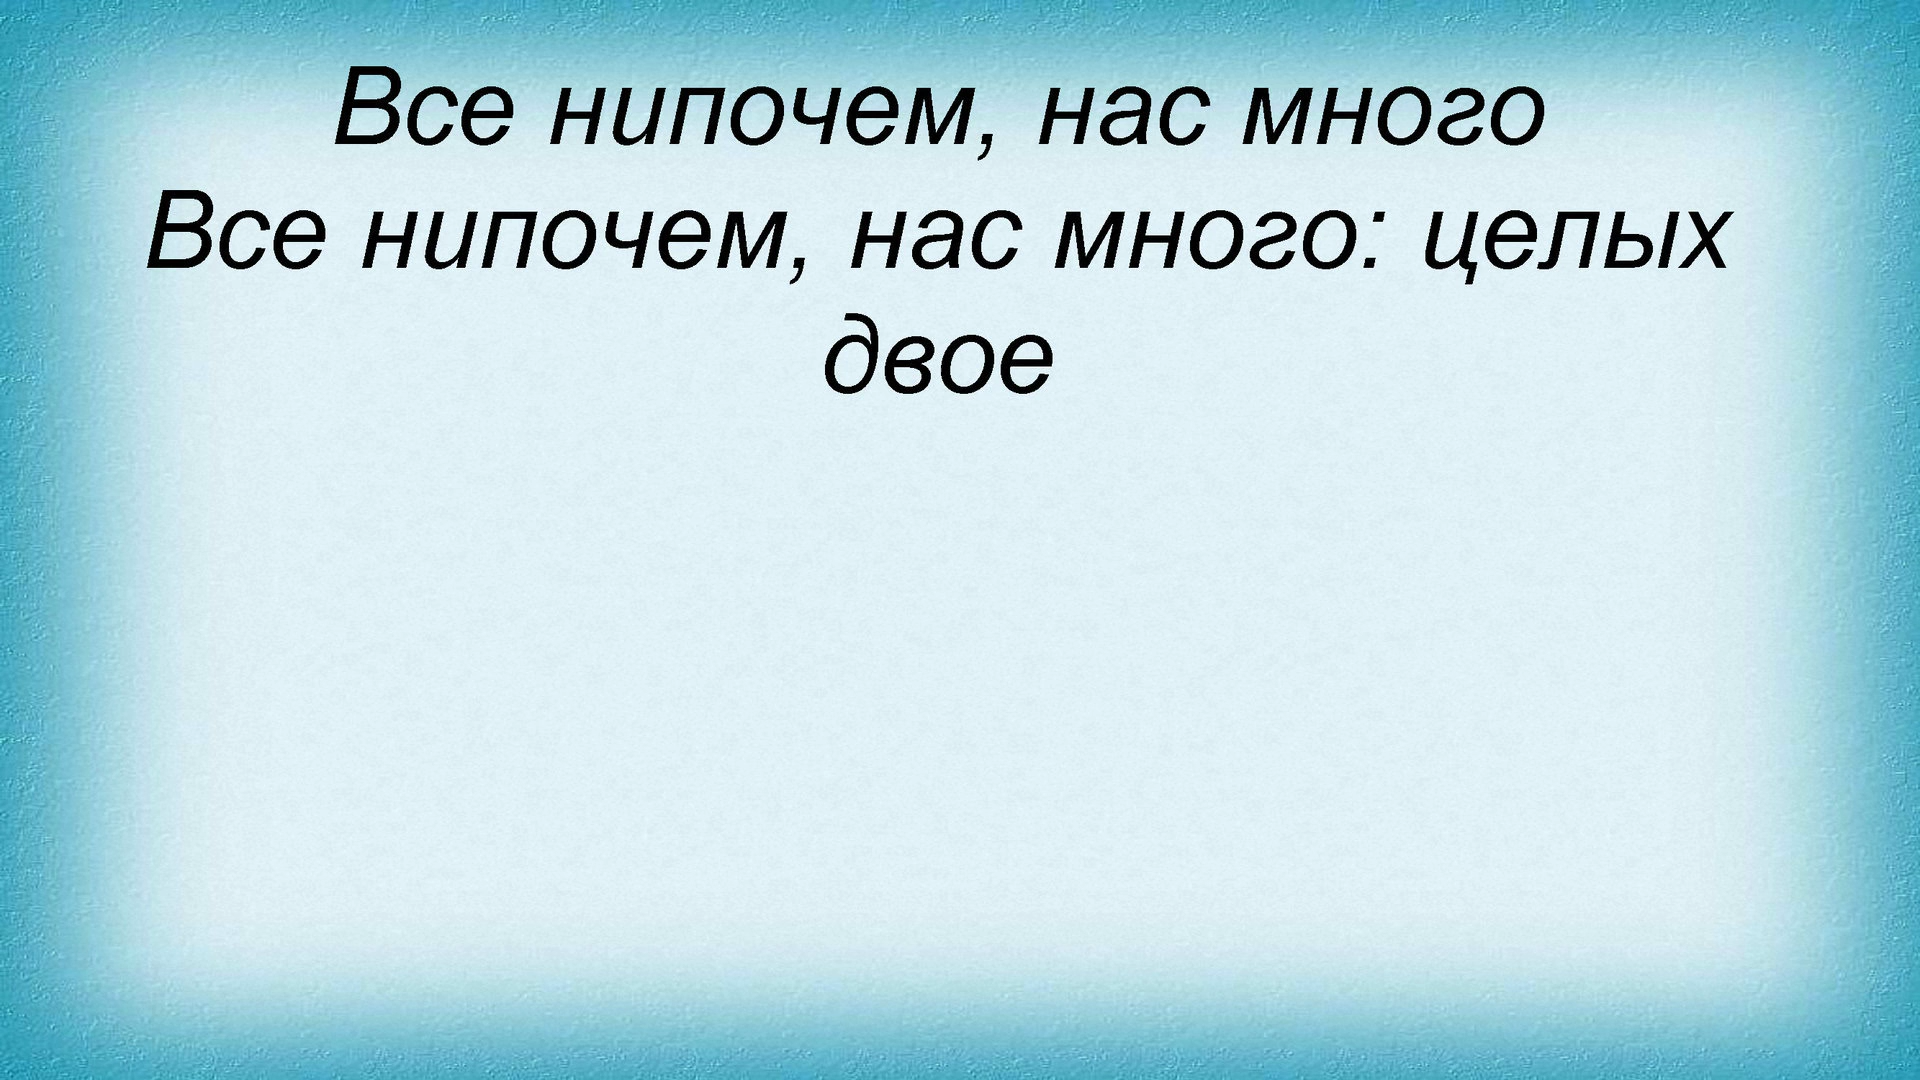 Все нипочем, нас много
Все нипочем, нас много: целых
двое